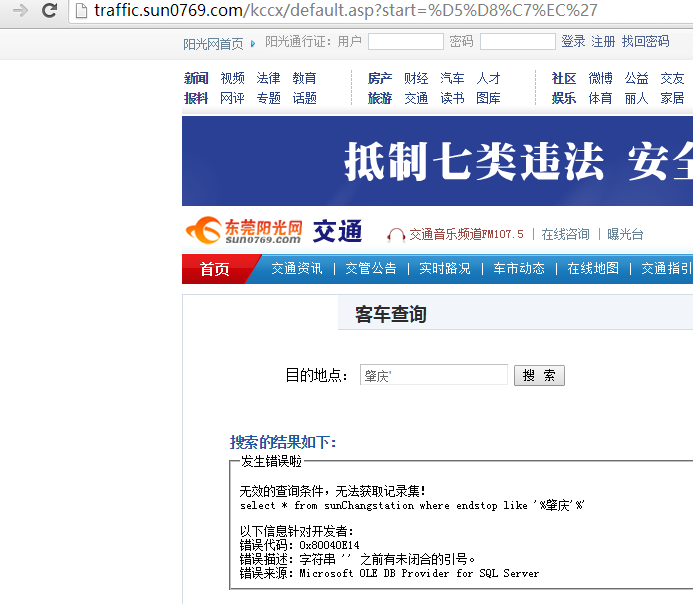 traffic.sun0769.com/kccx/default.asp?start=%D5%D8%C7%EC%27
阳光网首页 阳光通行证：用户 密码 登录 注册 找回密码
新闻 视频 法律 教育 房产 财经 汽车 人才 社区 微博 公益 交友
报料 网评 专题 话题 旅游 交通 读书 图库 娱乐 体育 丽人 家居
抵制七类违法 安全
东莞阳光网 交通 交通音乐频道FM107.5 | 在线咨询 | 曝光台
sun0769.com
首页 交通资讯 | 交管公告 | 实时路况 | 车市动态 | 在线地图 | 交通指引
客车查询
目的地点： 肇庆' 搜 索
搜索的结果如下：
发生错误啦
无效的查询条件，无法获取记录集！
select * from sunChangstation where endstop like '%肇庆'%'
以下信息针对开发者：
错误代码：0x80040E14
错误描述：字符串 '' 之前有未闭合的引号。
错误来源：Microsoft OLE DB Provider for SQL Server